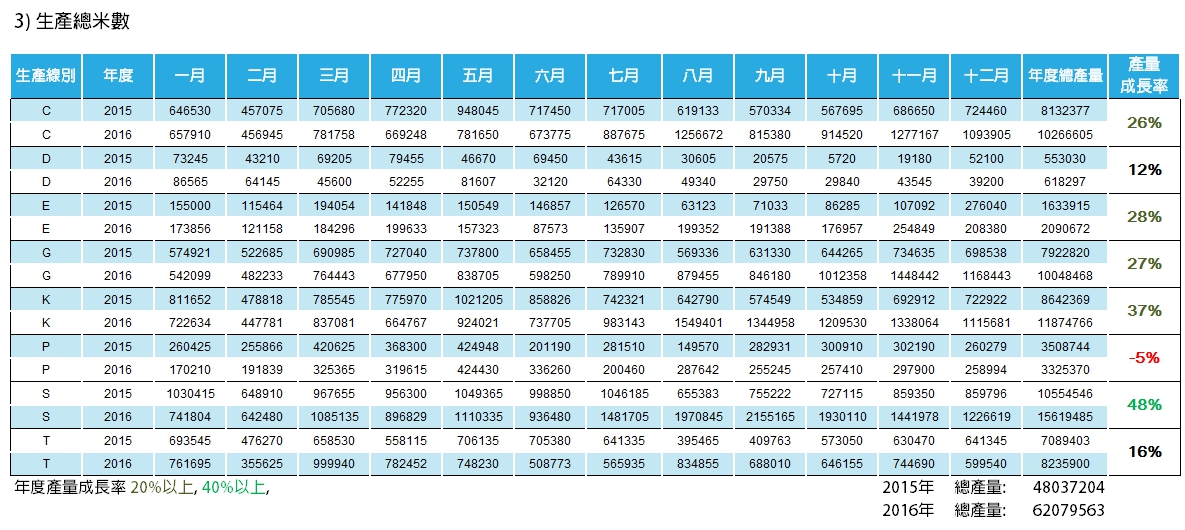 3) 生產總米數
生產線別 年度 一月 二月 三月 四月 五月 六月 七月 八月 九月 十月 十一月 十二月 年度總產量 產量成長率
C 2015 646530 457075 705680 772320 948045 717450 717005 619133 570334 567695 686650 724460 8132377 26%
C 2016 657910 456945 781758 669248 781650 673775 887675 1256672 815380 914520 1277167 1093905 10266605
D 2015 73245 43210 69205 79455 46670 69450 43615 30605 20575 5720 19180 52100 553030 12%
D 2016 86565 64145 45600 52255 81607 32120 64330 49340 29750 29840 43545 39200 618297
E 2015 155000 115464 194054 141848 150549 146857 126570 63123 71033 86285 107092 276040 1633915 28%
E 2016 173856 121158 184296 199633 157323 87573 135907 199352 191388 176957 254849 208380 2090672
G 2015 574921 522685 690985 727040 737800 658455 732830 569336 631330 644265 734635 698538 7922820 27%
G 2016 542099 482233 764443 677950 838705 598250 789910 879455 846180 1012358 1448442 1168443 10048468
K 2015 811652 478818 785545 775970 1021205 858826 742321 642790 574549 534859 692912 722922 8642369 37%
K 2016 722634 447781 837081 664767 924021 737705 983143 1549401 1344958 1209530 1338064 1115681 11874766
P 2015 260425 255866 420625 368300 424948 201190 281510 149570 282931 300910 302190 260279 3508744 -5%
P 2016 170210 191839 325365 319615 424430 336260 200460 287642 255245 257410 297900 258994 3325370
S 2015 1030415 648910 967655 956300 1049365 998850 1046185 655383 755222 727115 859350 859796 10554546 48%
S 2016 741804 642480 1085135 896829 1110335 936480 1481705 1970845 2155165 1930110 1441978 1226619 15619485
T 2015 693545 476270 658530 558115 706135 705380 641335 395465 409763 573050 630470 641345 7089403 16%
T 2016 761695 355625 999940 782452 748230 508773 565935 834855 688010 646155 744690 599540 8235900
年度產量成長率 20%以上, 40%以上, 2015年 總產量: 48037204
2016年 總產量: 62079563